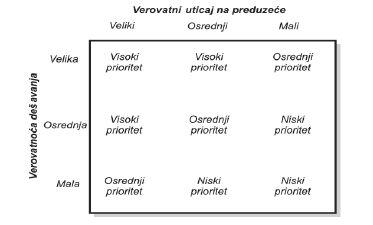 Verovatni uticaj na preduzeće
Veliki Osrednji Mali
Verovatnoća dešavanja
Velika Visoki prioritet Visoki prioritet Osrednji prioritet
Osrednja Visoki prioritet Osrednji prioritet Niski prioritet
Mala Osrednji prioritet Niski prioritet Niski prioritet